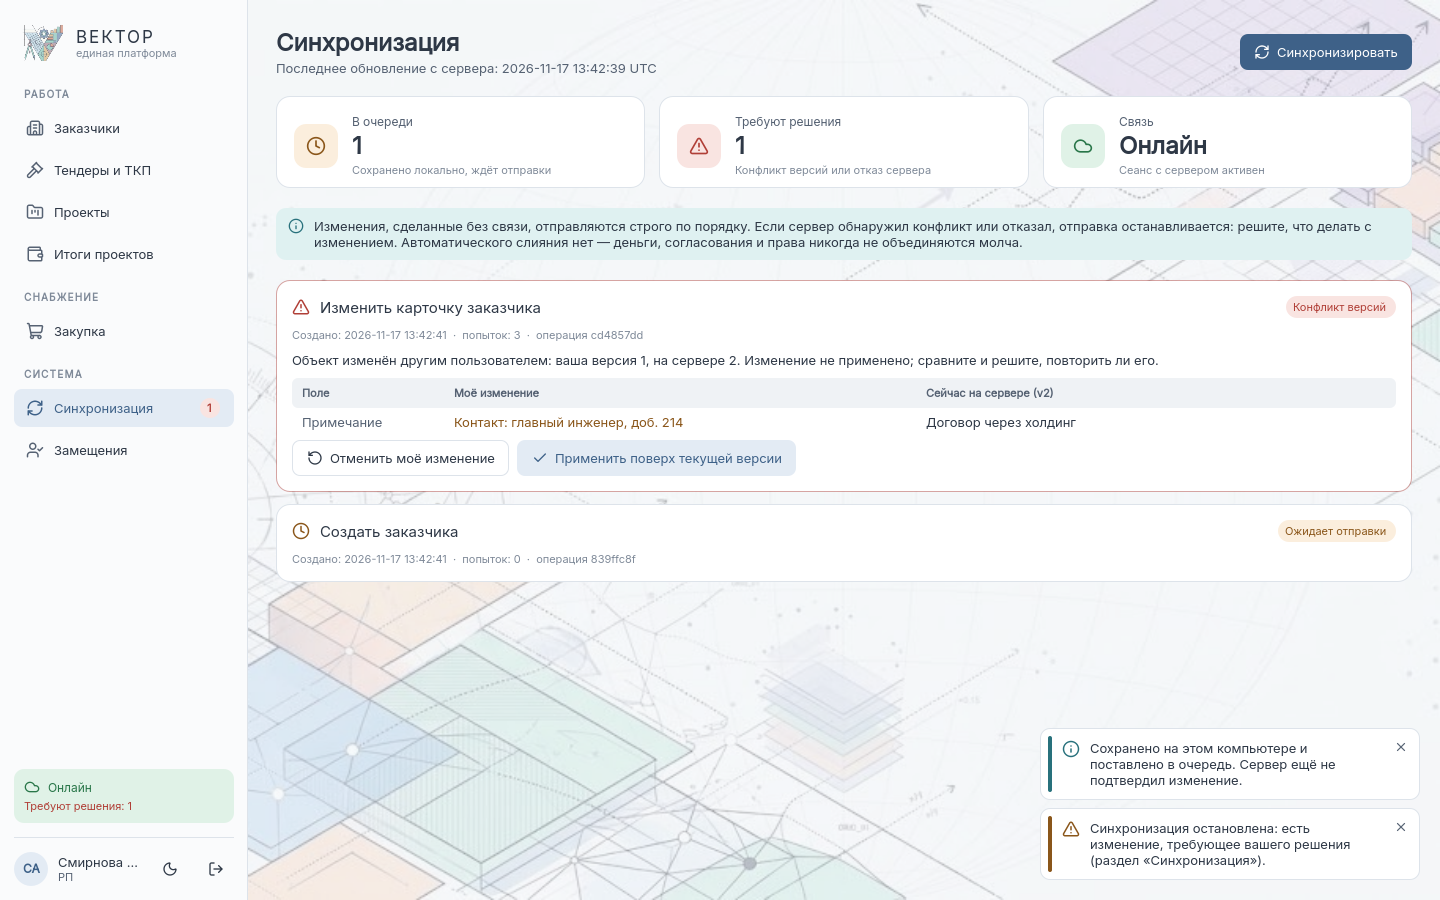 ВЕКТОР
единая платформа
РАБОТА
Заказчики
Тендеры и ТКП
Проекты
Итоги проектов
СНАБЖЕНИЕ
Закупка
СИСТЕМА
Синхронизация 1
Замещения
Онлайн
Требуют решения: 1
СА
Смирнова ...
РП
Синхронизация
Последнее обновление с сервера: 2026-11-17 13:42:39 UTC
Синхронизировать
В очереди
1
Сохранено локально, ждёт отправки
Требуют решения
1
Конфликт версий или отказ сервера
Связь
Онлайн
Сеанс с сервером активен
Изменения, сделанные без связи, отправляются строго по порядку. Если сервер обнаружил конфликт или отказал, отправка останавливается: решите, что делать с
изменением. Автоматического слияния нет — деньги, согласования и права никогда не объединяются молча.
Изменить карточку заказчика
Конфликт версий
Создано: 2026-11-17 13:42:41 · попыток: 3 · операция cd4857dd
Объект изменён другим пользователем: ваша версия 1, на сервере 2. Изменение не применено; сравните и решите, повторить ли его.
Поле Моё изменение Сейчас на сервере (v2)
Примечание Контакт: главный инженер, доб. 214 Договор через холдинг
Отменить моё изменение Применить поверх текущей версии
Создать заказчика
Ожидает отправки
Создано: 2026-11-17 13:42:41 · попыток: 0 · операция 839ffc8f
Сохранено на этом компьютере и
поставлено в очередь. Сервер ещё не
подтвердил изменение.
Синхронизация остановлена: есть
изменение, требующее вашего решения
(раздел «Синхронизация»).